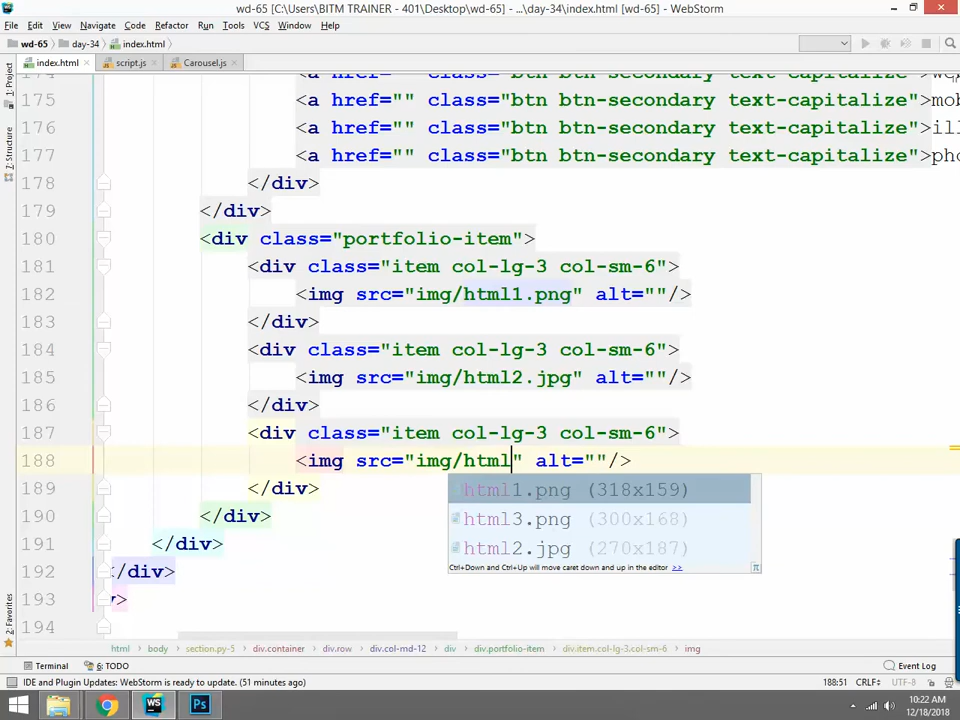 wd-65 [C:\Users\BITM TRAINER - 401\Desktop\wd-65] - ...\day-34\index.html [wd-65] - WebStorm
File Edit View Navigate Code Refactor Run Tools VCS Window Help
wd-65 day-34 index.html
index.html script.js Carousel.js
1: Project
7: Structure
2: Favorites
175 <a href="" class="btn btn-secondary text-capitalize">mob
176 <a href="" class="btn btn-secondary text-capitalize">ill
177 <a href="" class="btn btn-secondary text-capitalize">pho
178 </div>
179 </div>
180 <div class="portfolio-item">
181 <div class="item col-lg-3 col-sm-6">
182 <img src="img/html1.png" alt=""/>
183 </div>
184 <div class="item col-lg-3 col-sm-6">
185 <img src="img/html2.jpg" alt=""/>
186 </div>
187 <div class="item col-lg-3 col-sm-6">
188 <img src="img/html" alt=""/>
189 </div>
html1.png (318x159)
html3.png (300x168)
html2.jpg (270x187)
Ctrl+Down and Ctrl+Up will move caret down and up in the editor >> π
190 </div>
191 </div>
192 /div>
193 v>
194
html body section.py-5 div.container div.row div.col-md-12 div div.portfolio-item div.item.col-lg-3.col-sm-6 img
Terminal 6: TODO Event Log
IDE and Plugin Updates: WebStorm is ready to update. (51 minutes ago) 188:51 CRLF÷ UTF-8÷
WS Ps
10:22 AM
12/18/2018